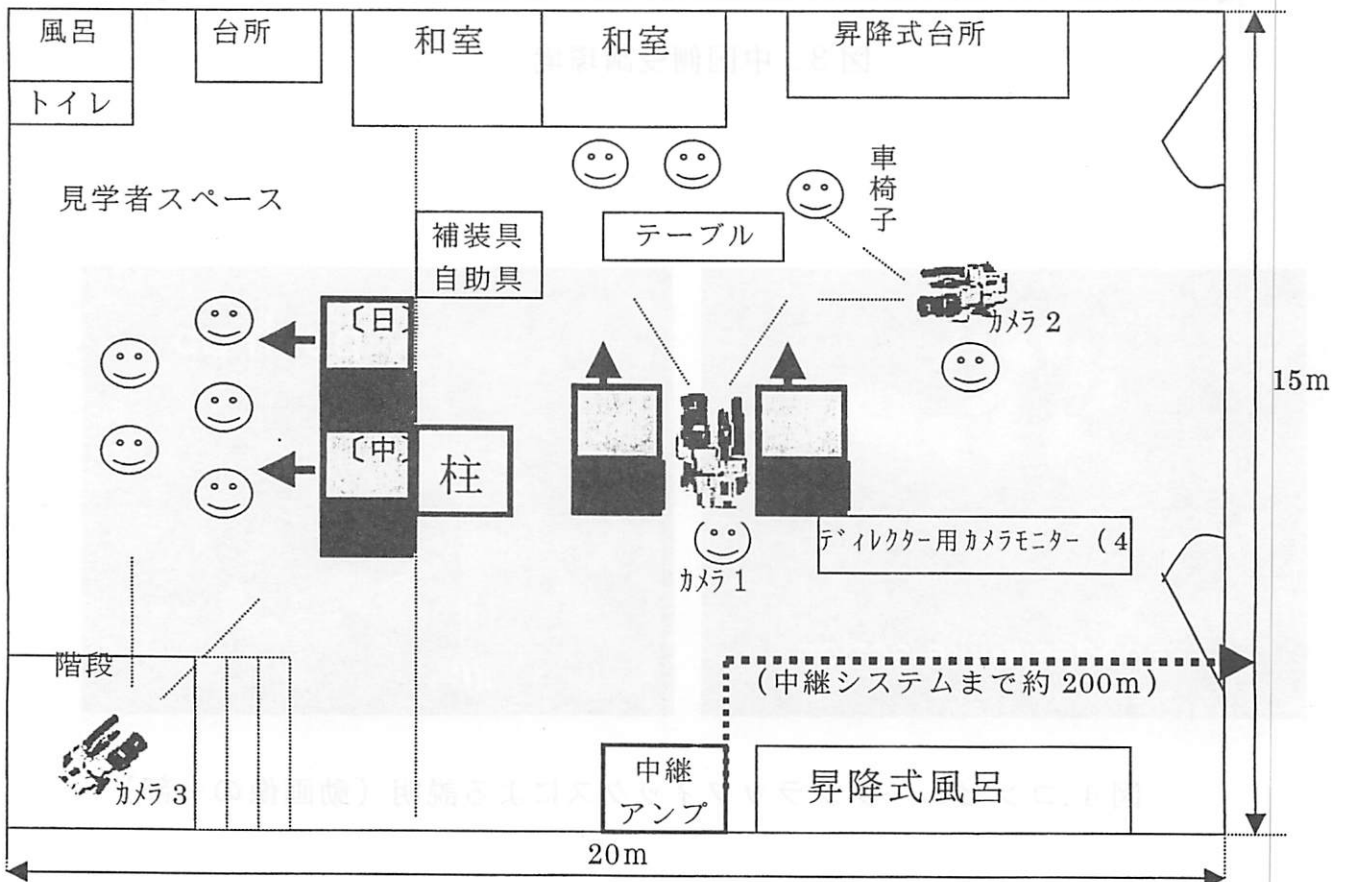 風呂
台所
和室
和室
昇降式台所
トイレ
車椅子
見学者スペース
補装具
自助具
テーブル
〔日〕
カメラ2
15m
〔中〕
柱
ディレクター用カメラモニター（4
カメラ1
階段
（中継システムまで約200m）
カメラ3
中継
アンプ
昇降式風呂
20m